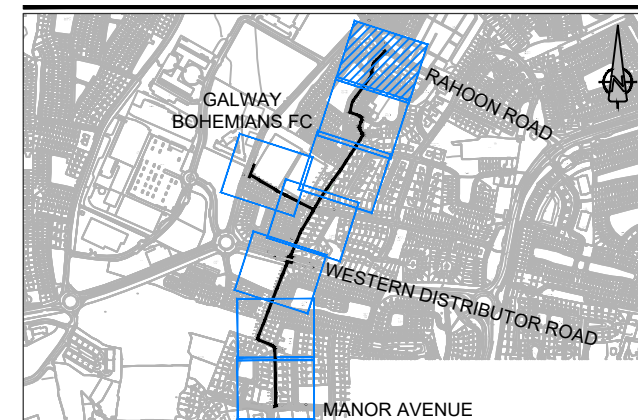 GALWAY
BOHEMIANS FC
RAHOON ROAD
N
WESTERN DISTRIBUTOR ROAD
MANOR AVENUE